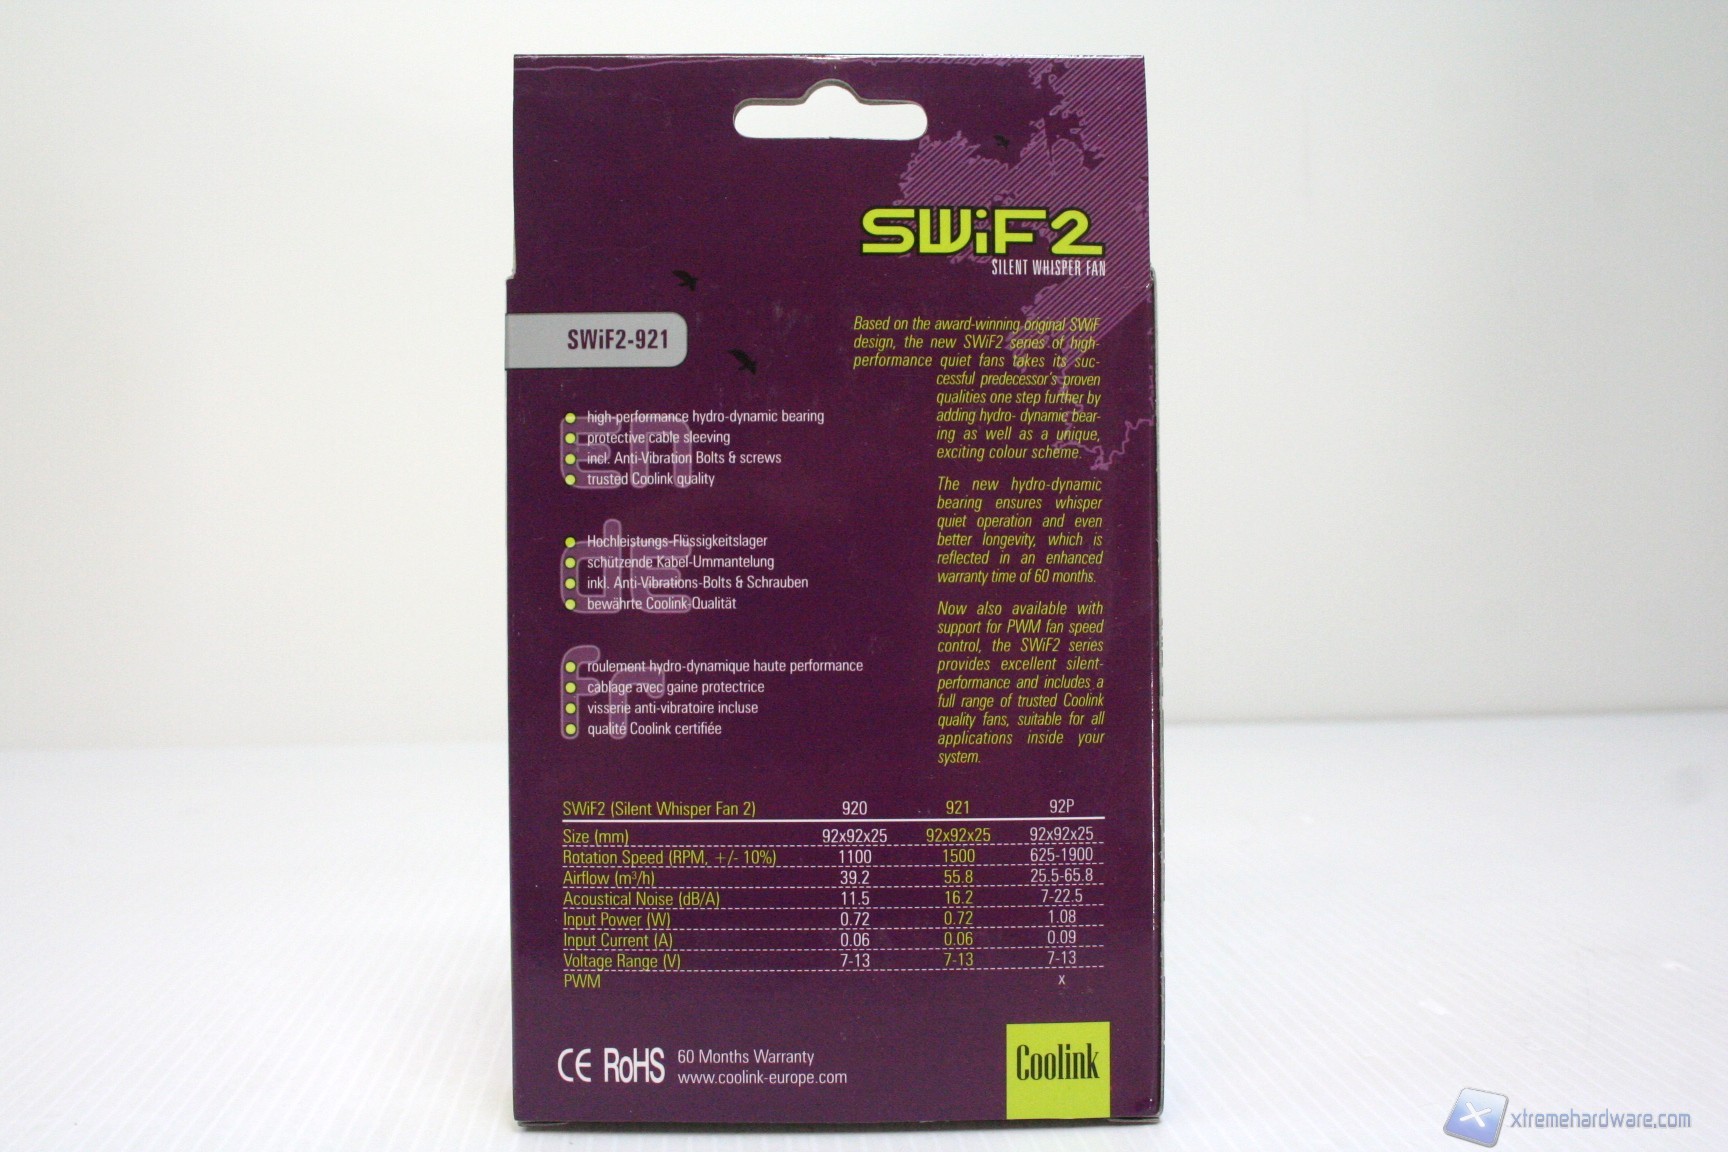 SWiF2
SILENT WHISPER FAN
SWiF2-921
Based on the award-winning original SWiF
design, the new SWiF2 series of high-
performance quiet fans takes its suc-
cessful predecessor's proven
qualities one step further by
adding hydro- dynamic bear-
ing as well as a unique,
exciting colour scheme.
The new hydro-dynamic
bearing ensures whisper
quiet operation and even
better longevity, which is
reflected in an enhanced
warranty time of 60 months.
Now also available with
support for PWM fan speed
control, the SWiF2 series
provides excellent silent-
performance and includes a
full range of trusted Coolink
quality fans, suitable for all
applications inside your
system.
En
high-performance hydro-dynamic bearing
protective cable sleeving
incl. Anti-Vibration Bolts & screws
trusted Coolink quality
de
Hochleistungs-Flüssigkeitslager
schützende Kabel-Ummantelung
inkl. Anti-Vibrations-Bolts & Schrauben
bewährte Coolink-Qualität
fr
roulement hydro-dynamique haute performance
cablage avec gaine protectrice
visserie anti-vibratoire incluse
qualité Coolink certifiée
SWiF2 (Silent Whisper Fan 2) 920 921 92P
Size (mm) 92x92x25 92x92x25 92x92x25
Rotation Speed (RPM, +/- 10%) 1100 1500 625-1900
Airflow (m³/h) 39.2 55.8 25.5-65.8
Acoustical Noise (dB/A) 11.5 16.2 7-22.5
Input Power (W) 0.72 0.72 1.08
Input Current (A) 0.06 0.06 0.09
Voltage Range (V) 7-13 7-13 7-13
PWM x
CE RoHS 60 Months Warranty
www.coolink-europe.com
Coolink
xtremehardware.com